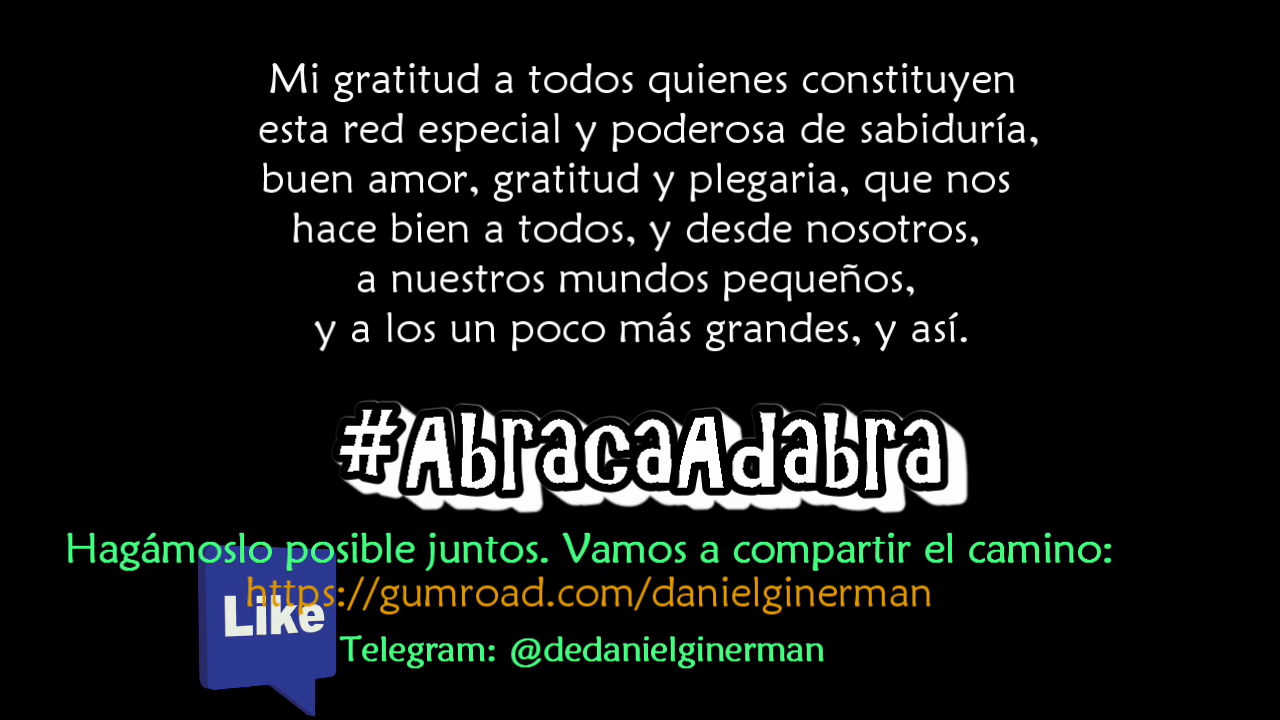 Mi gratitud a todos quienes constituyen
esta red especial y poderosa de sabiduría,
buen amor, gratitud y plegaria, que nos
hace bien a todos, y desde nosotros,
a nuestros mundos pequeños,
y a los un poco más grandes, y así.
#AbracaAdabra
Hagámoslo posible juntos. Vamos a compartir el camino:
https://gumroad.com/danielginerman
Like
Telegram: @dedanielginerman